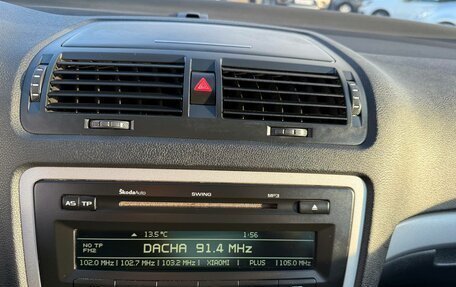 ŠkodaAuto SWING MP3
AS TP
13.5°C 1:56
NO TP
DACHA 91.4 MHz
FM2
102.0 MHz | 102.7 MHz | 103.2 MHz | XIAOMI | PLUS | 105.0 MHz